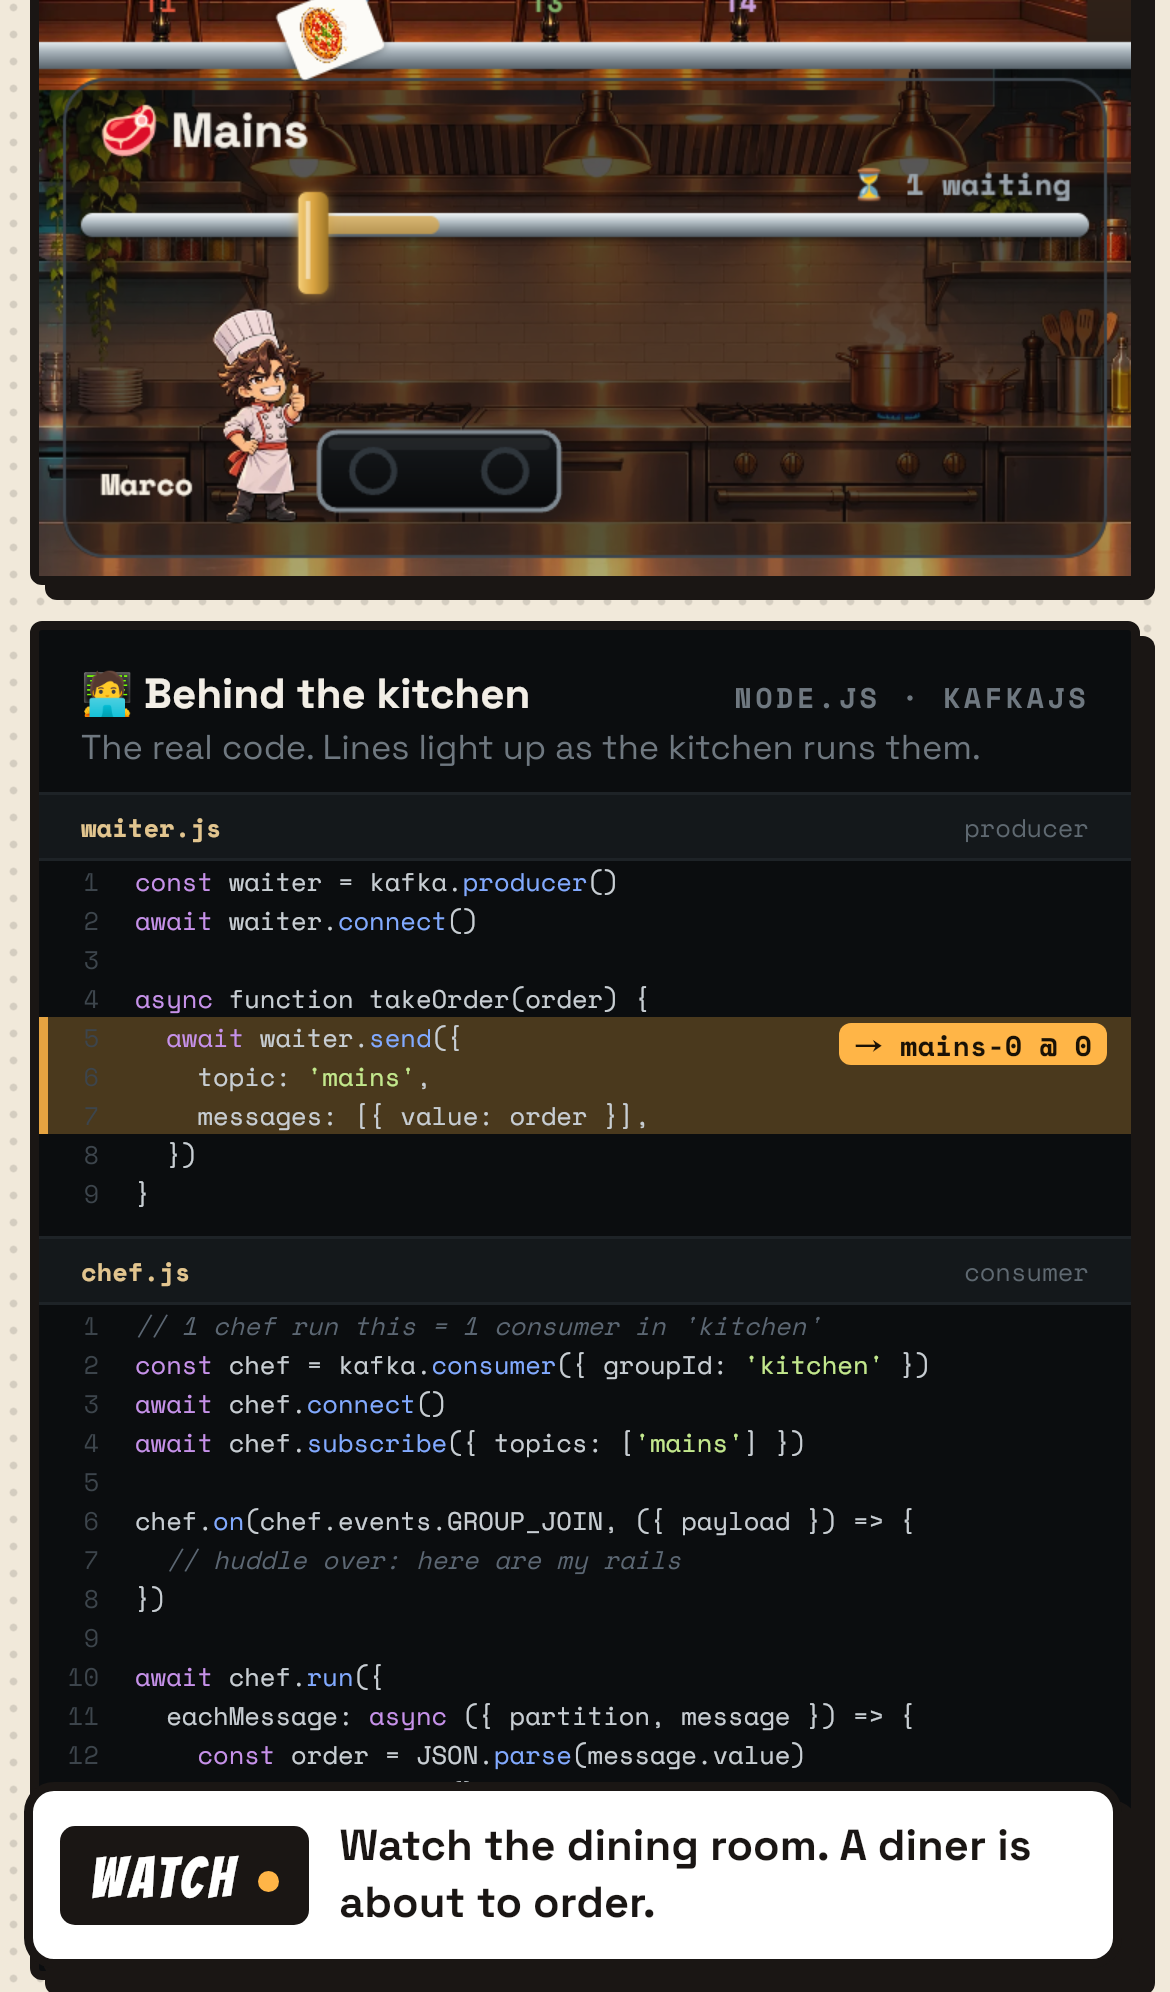 T1
T3
T4
Mains
1 waiting
Marco
Behind the kitchen
NODE.JS · KAFKAJS
The real code. Lines light up as the kitchen runs them.
waiter.js
producer
1 const waiter = kafka.producer()
2 await waiter.connect()
3
4 async function takeOrder(order) {
5 await waiter.send({
→ mains-0 @ 0
6 topic: 'mains',
7 messages: [{ value: order }],
8 })
9 }
chef.js
consumer
1 // 1 chef run this = 1 consumer in 'kitchen'
2 const chef = kafka.consumer({ groupId: 'kitchen' })
3 await chef.connect()
4 await chef.subscribe({ topics: ['mains'] })
5
6 chef.on(chef.events.GROUP_JOIN, ({ payload }) => {
7 // huddle over: here are my rails
8 })
9
10 await chef.run({
11 eachMessage: async ({ partition, message }) => {
12 const order = JSON.parse(message.value)
WATCH
Watch the dining room. A diner is
about to order.